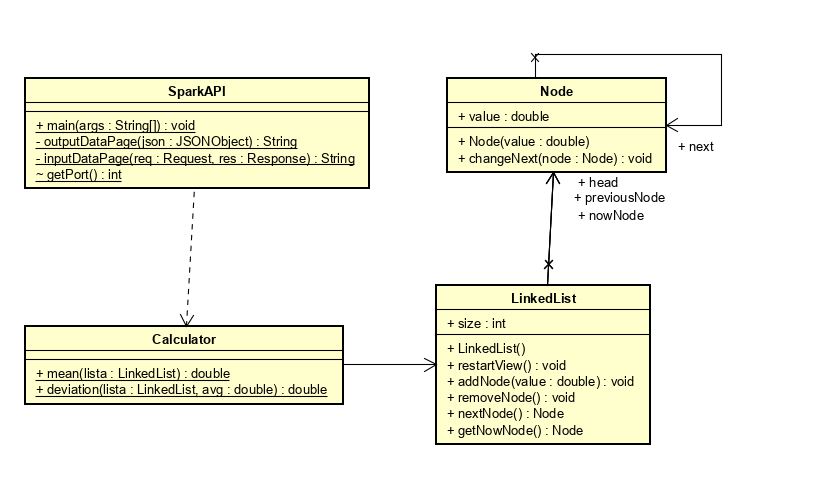 SparkAPI
+ main(args : String[]) : void
- outputDataPage(json : JSONObject) : String
- inputDataPage(req : Request, res : Response) : String
~ getPort() : int
Node
+ value : double
+ Node(value : double)
+ changeNext(node : Node) : void
+ next
+ head
+ previousNode
+ nowNode
Calculator
+ mean(lista : LinkedList) : double
+ deviation(lista : LinkedList, avg : double) : double
LinkedList
+ size : int
+ LinkedList()
+ restartView() : void
+ addNode(value : double) : void
+ removeNode() : void
+ nextNode() : Node
+ getNowNode() : Node